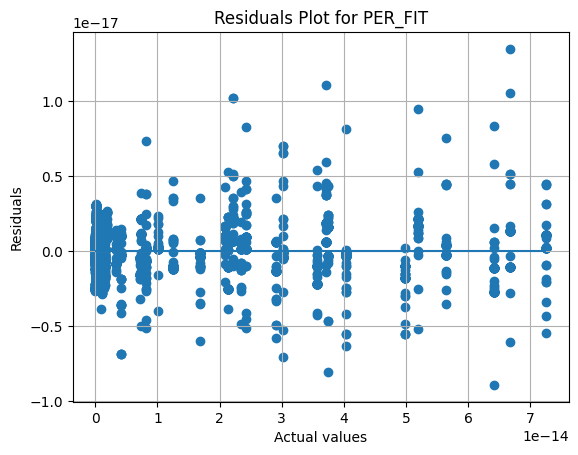 Residuals Plot for PER_FIT
1e−17
1.0
0.5
0.0
−0.5
−1.0
Residuals
0 1 2 3 4 5 6 7
1e−14
Actual values